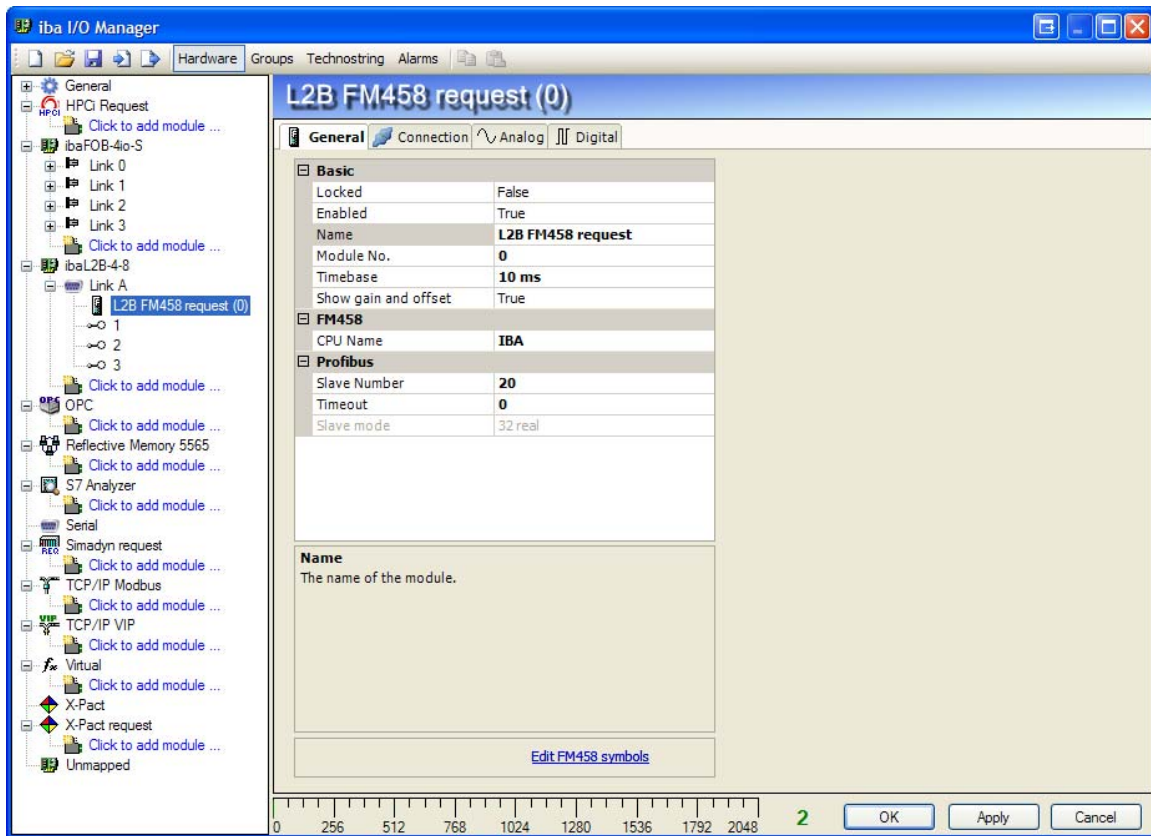 iba I/O Manager
Hardware Groups Technostring Alarms
General
HPCi Request
Click to add module ...
ibaFOB-4io-S
Link 0
Link 1
Link 2
Link 3
Click to add module ...
ibaL2B-4-8
Link A
L2B FM458 request (0)
1
2
3
Click to add module ...
OPC
Click to add module ...
Reflective Memory 5565
Click to add module ...
S7 Analyzer
Click to add module ...
Serial
Simadyn request
Click to add module ...
TCP/IP Modbus
Click to add module ...
TCP/IP VIP
Click to add module ...
Virtual
Click to add module ...
X-Pact
X-Pact request
Click to add module ...
Unmapped
L2B FM458 request (0)
General Connection Analog Digital
Basic
Locked False
Enabled True
Name L2B FM458 request
Module No. 0
Timebase 10 ms
Show gain and offset True
FM458
CPU Name IBA
Profibus
Slave Number 20
Timeout 0
Slave mode 32 real
Name
The name of the module.
Edit FM458 symbols
0 256 512 768 1024 1280 1536 1792 2048
2
OK Apply Cancel